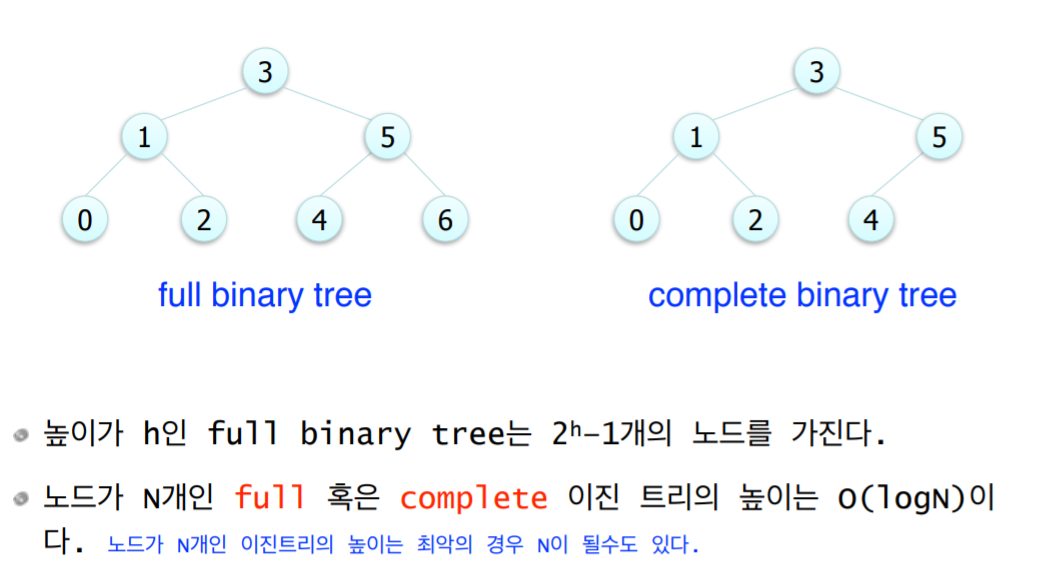 3 3
1 5 1 5
0 2 4 6 0 2 4
full binary tree complete binary tree
높이가 h인 full binary tree는 2ʰ–1개의 노드를 가진다.
노드가 N개인 full 혹은 complete 이진 트리의 높이는 O(logN)이
다. 노드가 N개인 이진트리의 높이는 최악의 경우 N이 될수도 있다.